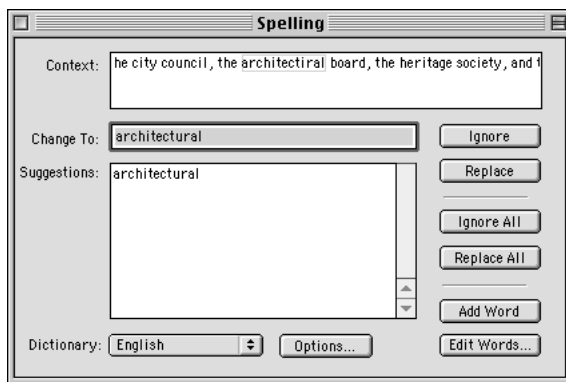 Spelling
Context: he city council, the architectiral board, the heritage society, and
Change To: architectural Ignore
Suggestions: architectural Replace
Ignore All
Replace All
Add Word
Dictionary: English Options... Edit Words...